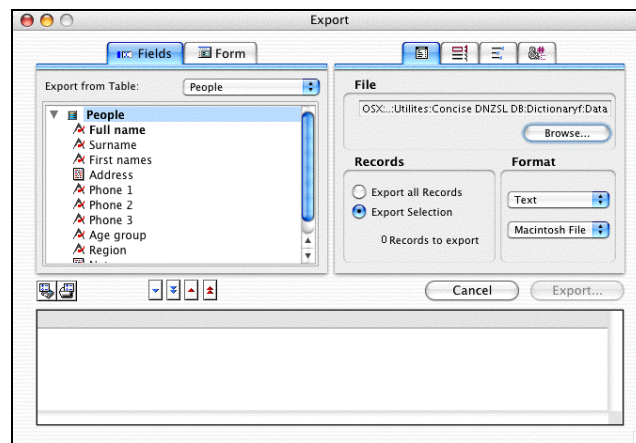 Export
Fields
Form
Export from Table:
People
People
Full name
Surname
First names
Address
Phone 1
Phone 2
Phone 3
Age group
Region
File
OSX:...:Utilites:Concise DNZSL DB:Dictionaryf:Data
Browse...
Records
Export all Records
Export Selection
0 Records to export
Format
Text
Macintosh File
Cancel
Export...